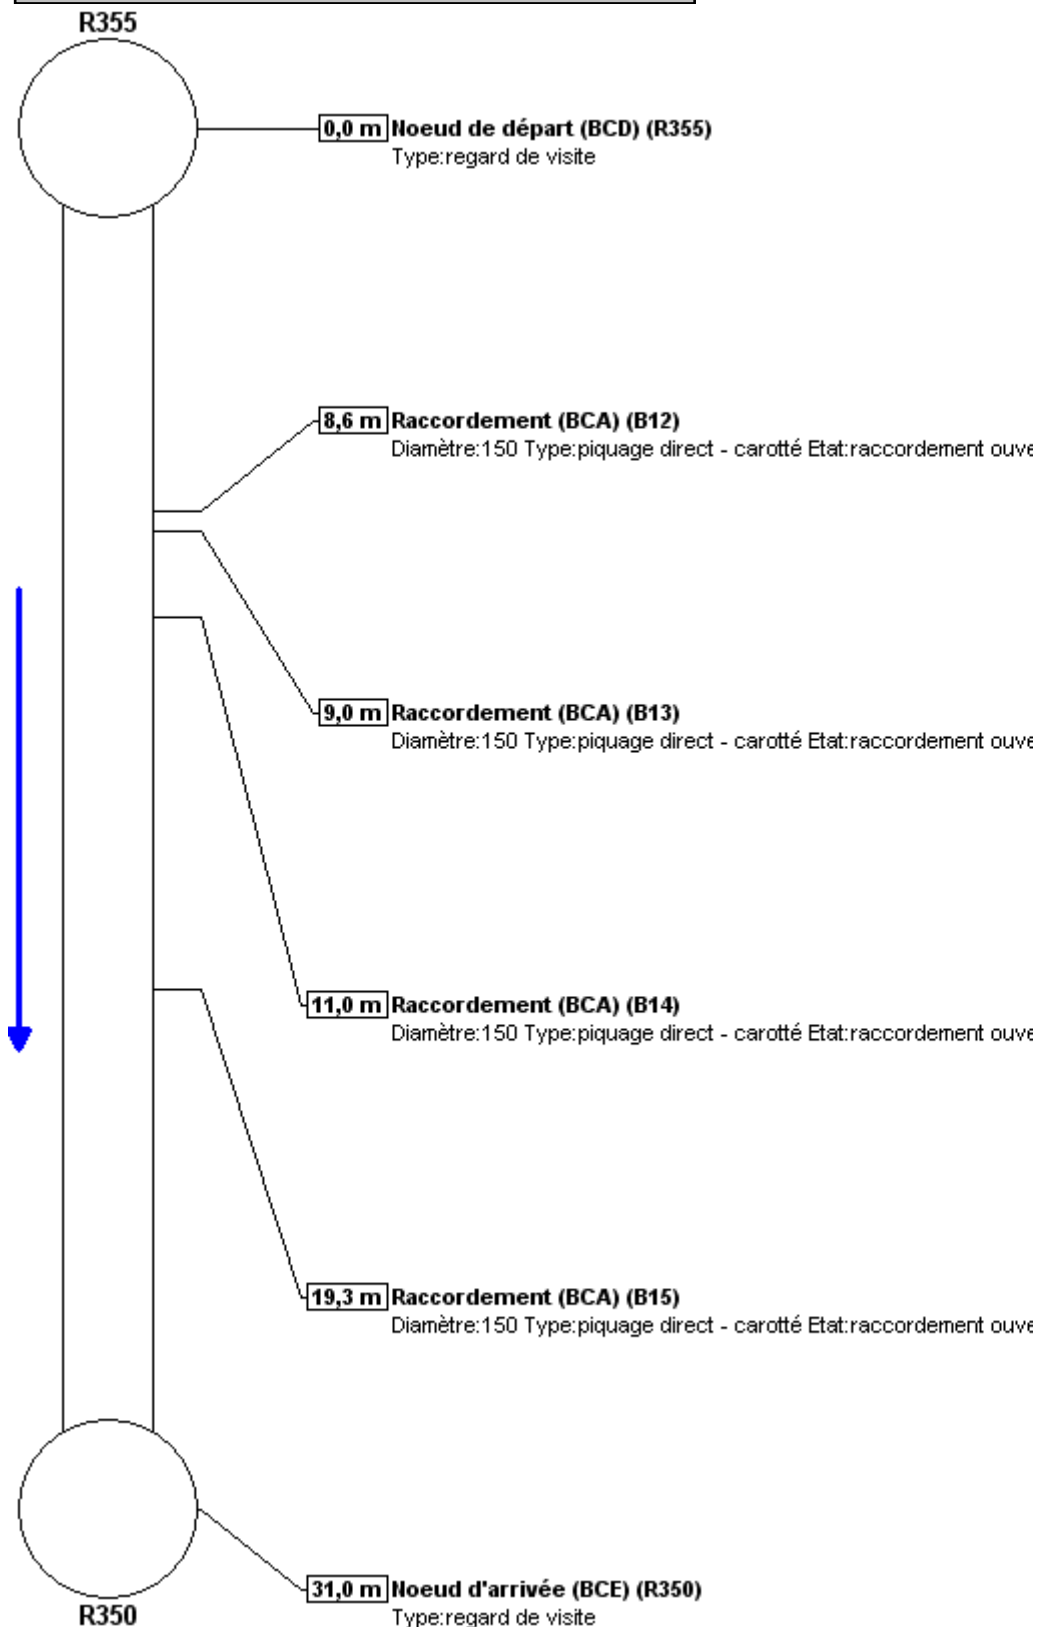 R355
0,0 m Noeud de départ (BCD) (R355)
Type:regard de visite
8,6 m Raccordement (BCA) (B12)
Diamètre:150 Type:piquage direct - carotté Etat:raccordement ouve
9,0 m Raccordement (BCA) (B13)
Diamètre:150 Type:piquage direct - carotté Etat:raccordement ouve
11,0 m Raccordement (BCA) (B14)
Diamètre:150 Type:piquage direct - carotté Etat:raccordement ouve
19,3 m Raccordement (BCA) (B15)
Diamètre:150 Type:piquage direct - carotté Etat:raccordement ouve
31,0 m Noeud d'arrivée (BCE) (R350)
R350
Type:regard de visite